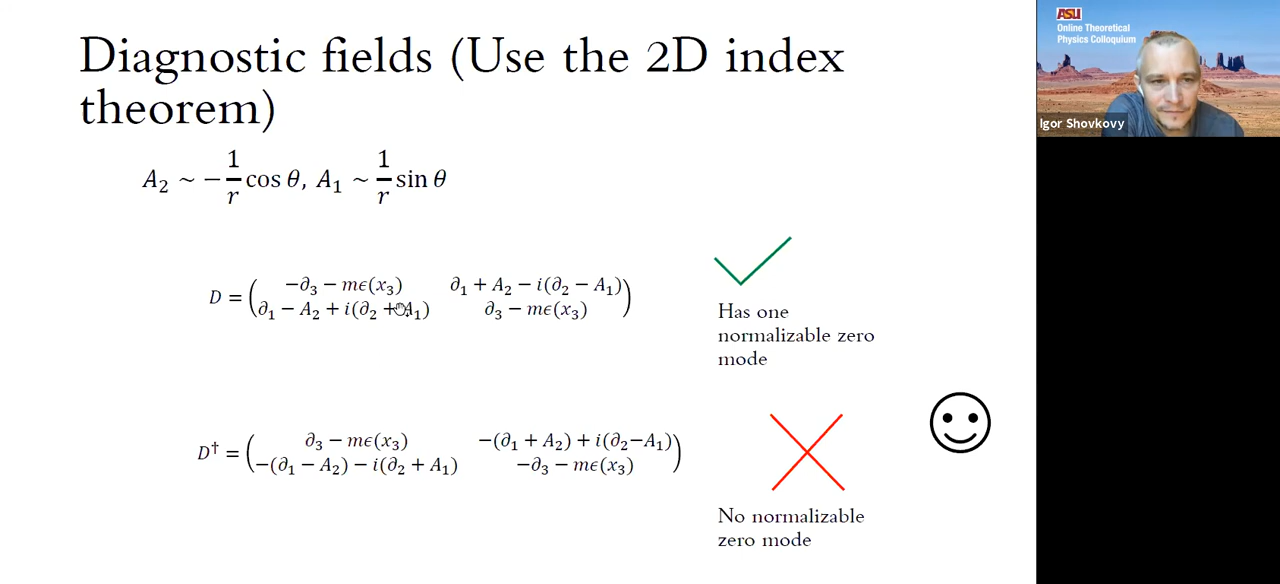 Diagnostic fields (Use the 2D index
theorem)
A₂ ~ −1/r cos θ, A₁ ~ 1/r sin θ
D = ( −∂₃ − mϵ(x₃)    ∂₁ + A₂ − i(∂₂ − A₁)
∂₁ − A₂ + i(∂₂ + A₁)    ∂₃ − mϵ(x₃) )
Has one
normalizable zero
mode
D† = ( ∂₃ − mϵ(x₃)    −(∂₁ + A₂) + i(∂₂−A₁)
−(∂₁ − A₂) − i(∂₂ + A₁)    −∂₃ − mϵ(x₃) )
No normalizable
zero mode
ASU
Online Theoretical
Physics Colloquium
Igor Shovkovy